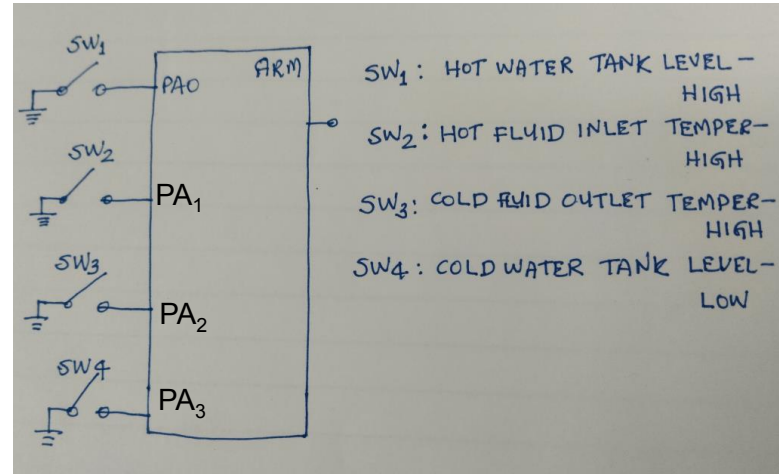 SW1
PA0
ARM
SW2
PA1
SW3
PA2
SW4
PA3
SW1: HOT WATER TANK LEVEL-
HIGH
SW2: HOT FLUID INLET TEMPER-
HIGH
SW3: COLD FLUID OUTLET TEMPER-
HIGH
SW4: COLD WATER TANK LEVEL-
LOW